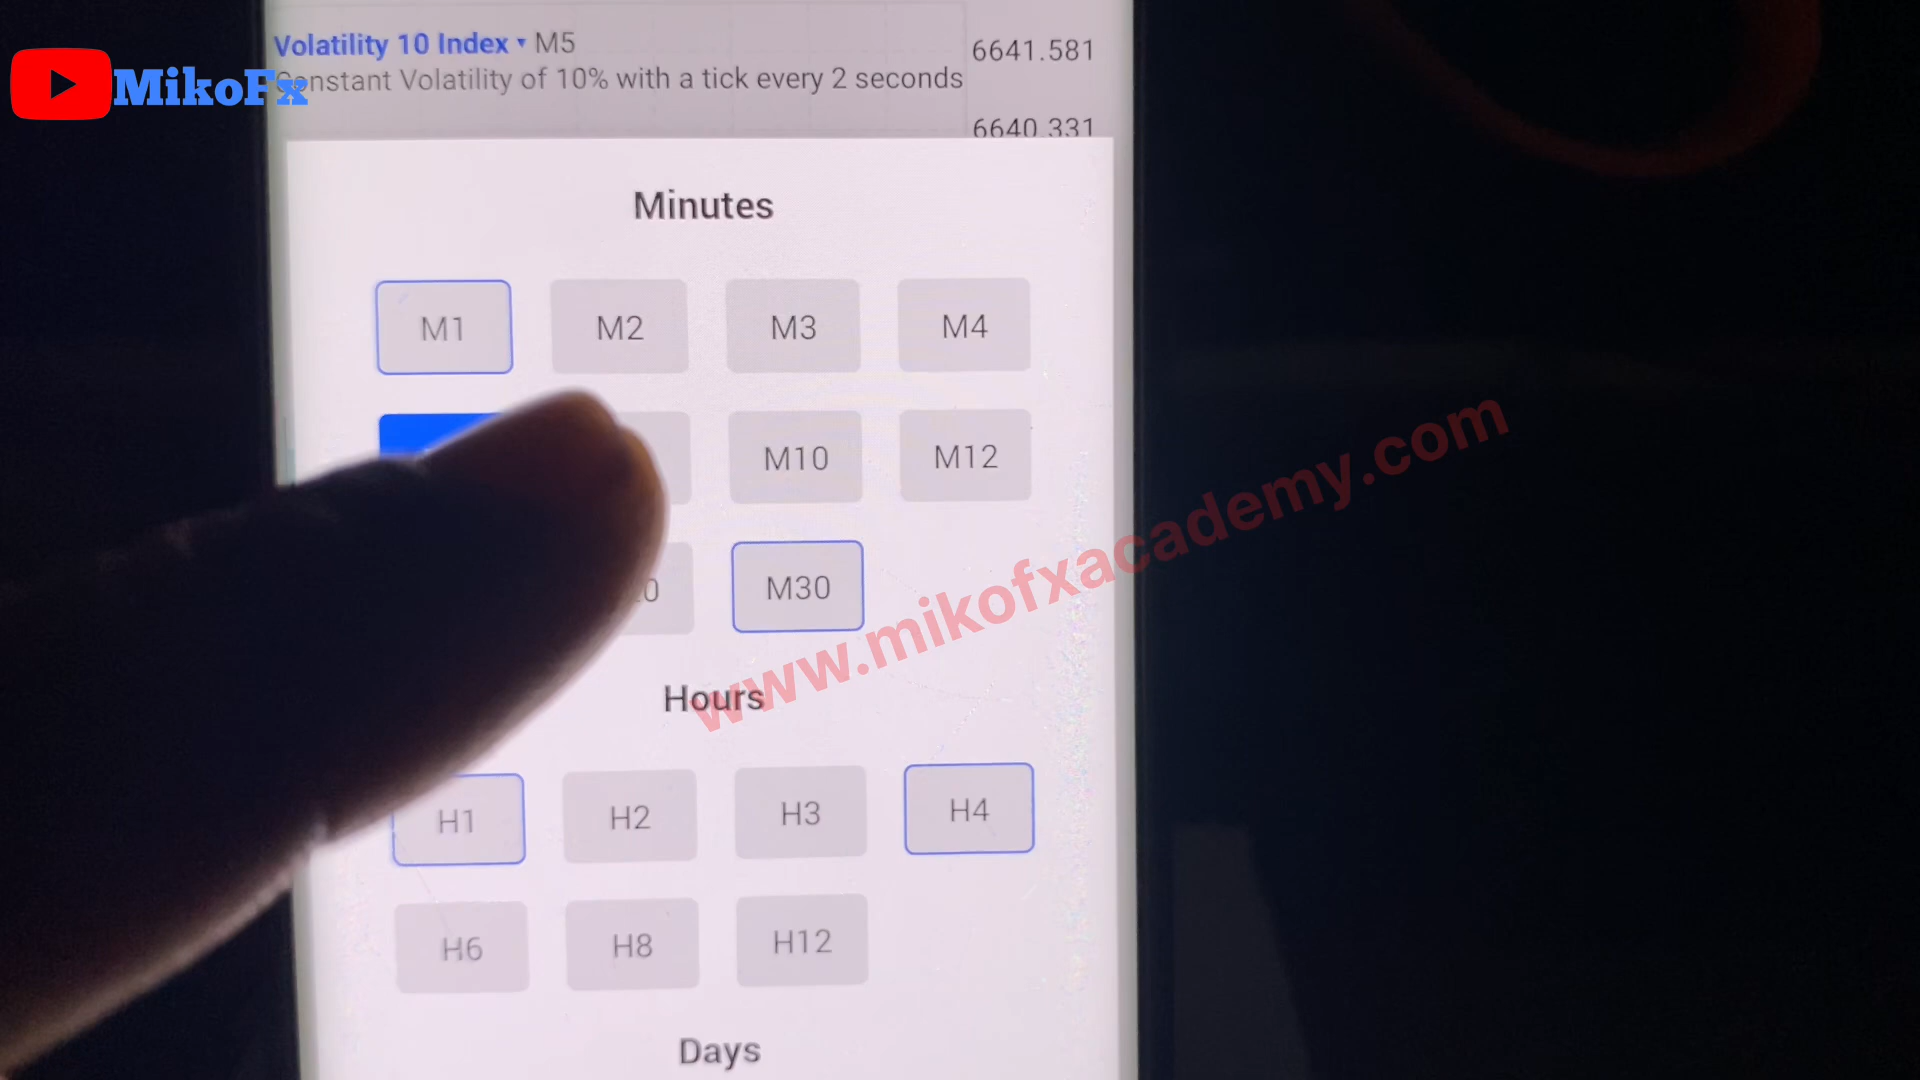 Volatility 10 Index ▾ M5
6641.581
MikoFx
Constant Volatility of 10% with a tick every 2 seconds
6640.331
Minutes
M1 M2 M3 M4
M10 M12
M30
Hours
H1 H2 H3 H4
H6 H8 H12
Days
www.mikofxacademy.com